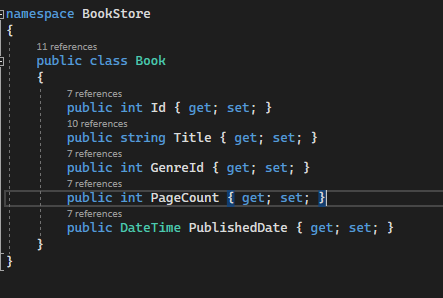 namespace BookStore
{
11 references
public class Book
{
7 references
public int Id { get; set; }
10 references
public string Title { get; set; }
7 references
public int GenreId { get; set; }
7 references
public int PageCount { get; set; }
7 references
public DateTime PublishedDate { get; set; }
}
}